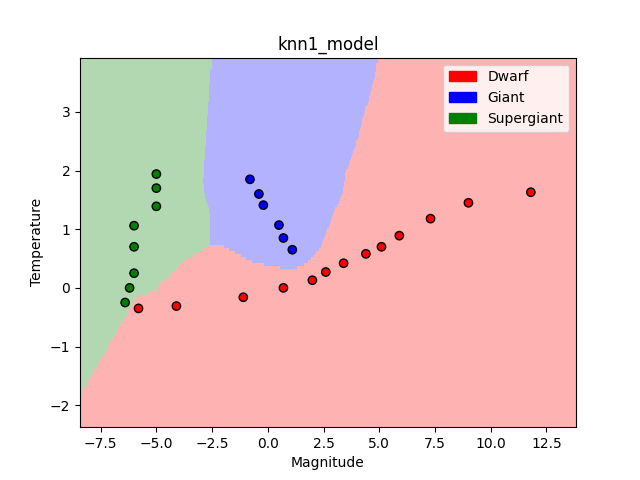 knn1_model
Dwarf
Giant
Supergiant
3
2
1
0
−1
−2
Temperature
−7.5 −5.0 −2.5 0.0 2.5 5.0 7.5 10.0 12.5
Magnitude